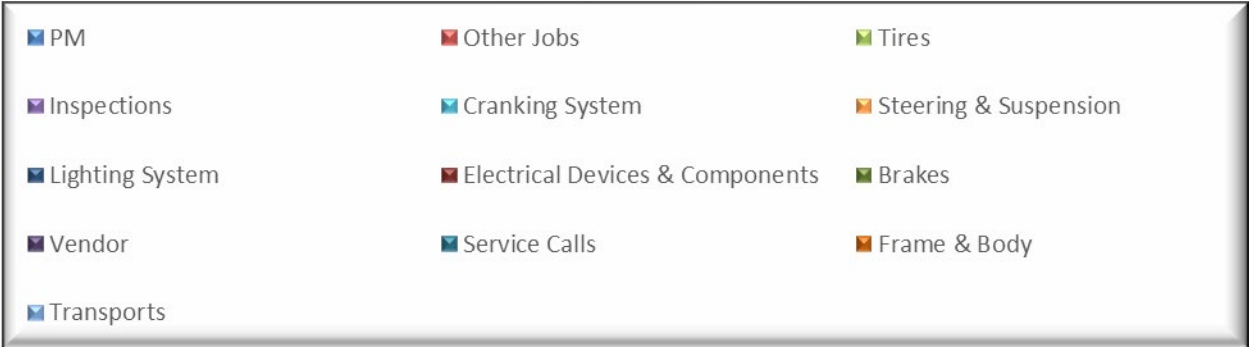 PM
Other Jobs
Tires
Inspections
Cranking System
Steering & Suspension
Lighting System
Electrical Devices & Components
Brakes
Vendor
Service Calls
Frame & Body
Transports